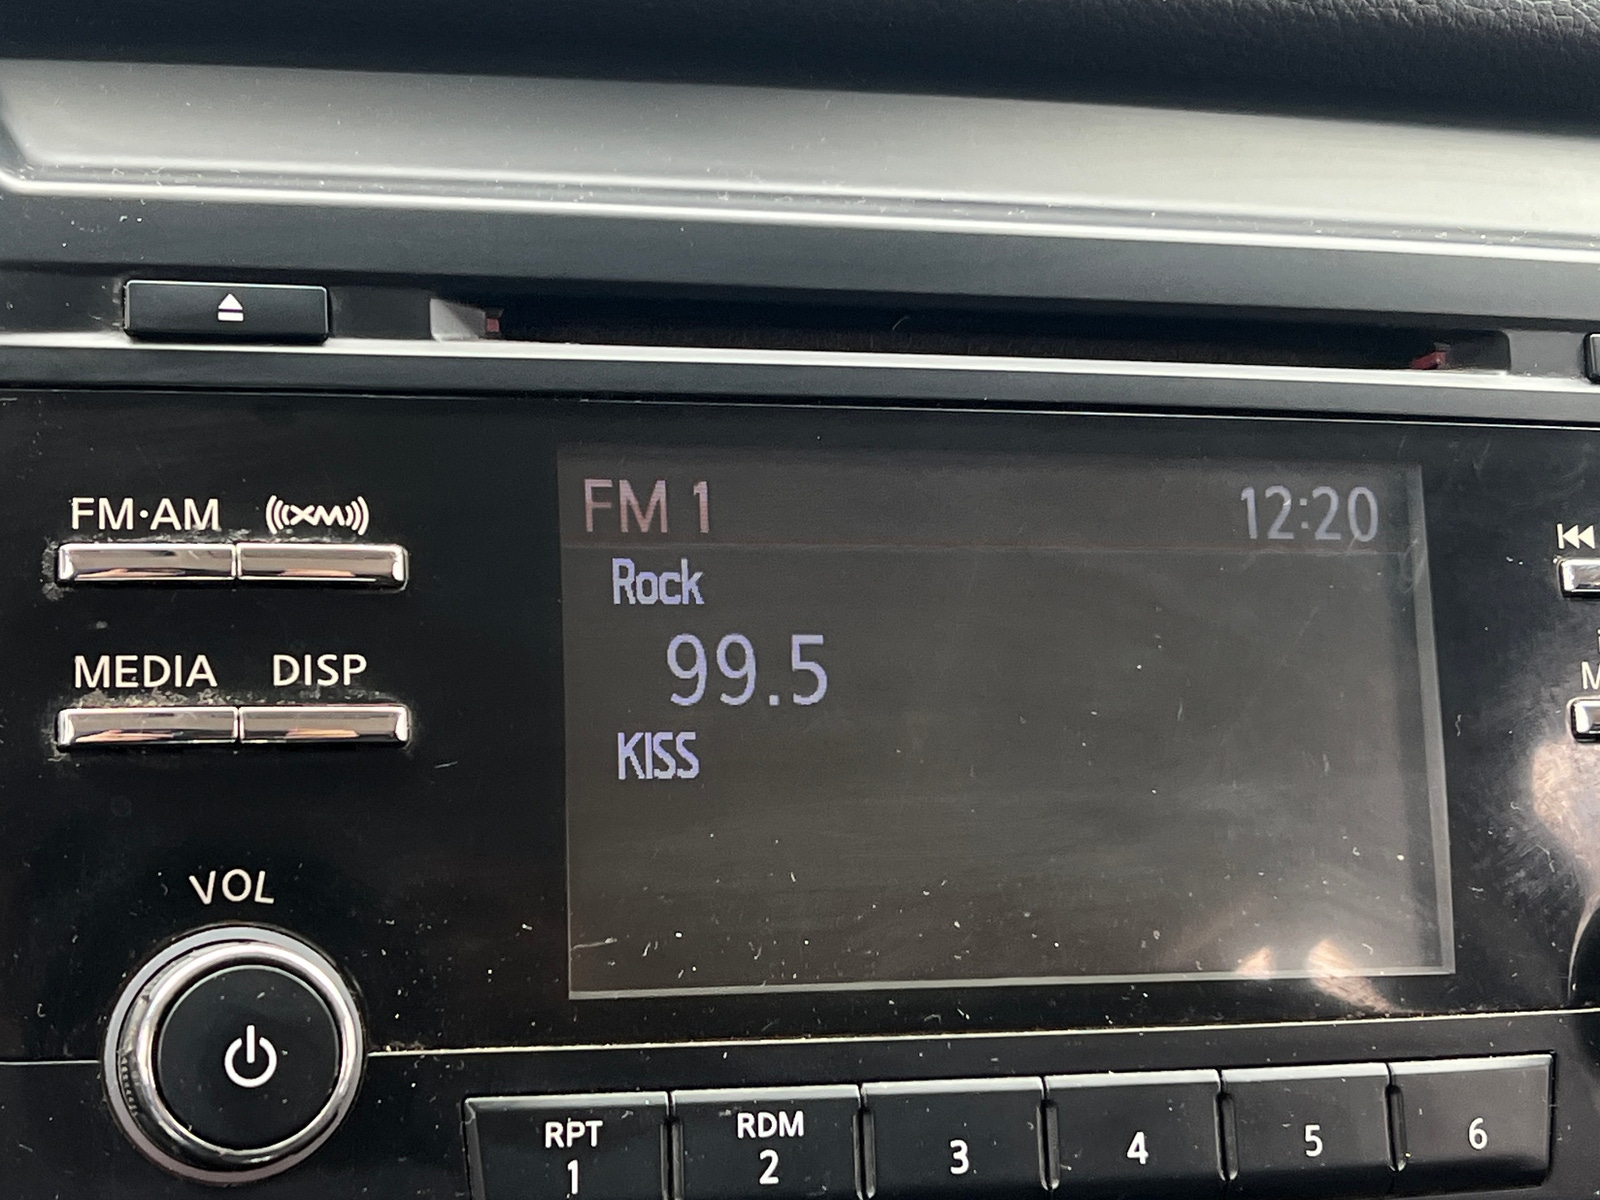 FM·AM XM
MEDIA DISP
VOL
FM 1 12:20
Rock
99.5
KISS
M
RPT RDM
1 2 3 4 5 6